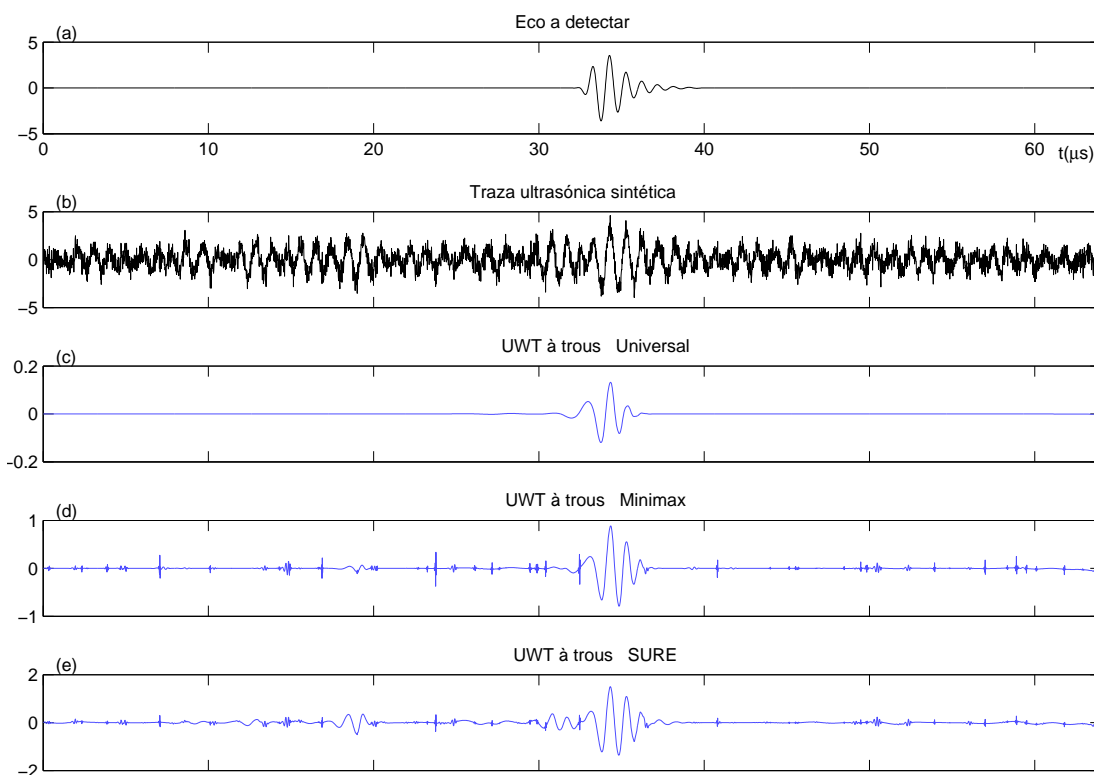 Eco a detectar
(a)
5
0
−5
0 10 20 30 40 50 60 t(μs)
Traza ultrasónica sintética
(b)
5
0
−5
UWT à trous Universal
(c)
0.2
0
−0.2
UWT à trous Minimax
(d)
1
0
−1
UWT à trous SURE
(e)
2
0
−2